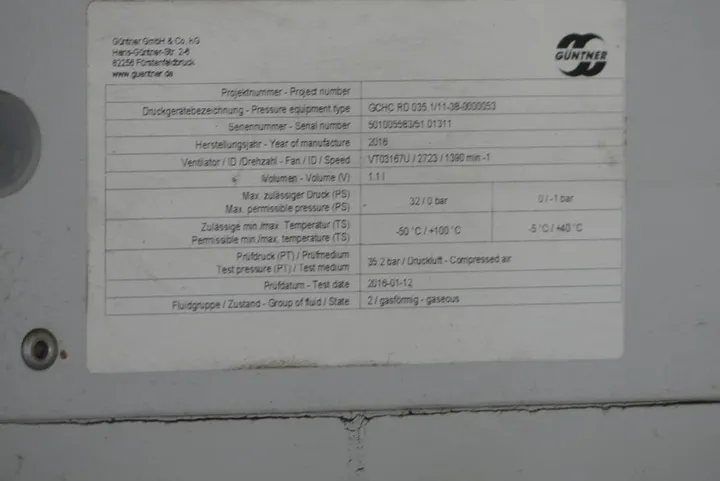 Güntner GmbH & Co. KG
Hans-Güntner-Str. 2-6
82256 Fürstenfeldbruck
www.guentner.de
GÜNTNER
Projektnummer - Project number
Druckgerätebezeichnung - Pressure equipment type GCHC RD 035.1/11-38-0000053
Seriennummer - Serial number 501005583/51.01311
Herstellungsjahr - Year of manufacture 2016
Ventilator / ID /Drehzahl - Fan / ID / Speed VT03167U / 2723 / 1390 min -1
Volumen - Volume (V) 1.1 l
Max. zulässiger Druck (PS) 32 / 0 bar 0 / -1 bar
Max. permissible pressure (PS)
Zulässige min./max. Temperatur (TS) -50 °C / +100 °C -5 °C / +40 °C
Permissible min./max. temperature (TS)
Prüfdruck (PT) / Prüfmedium 35.2 bar / Druckluft - Compressed air
Test pressure (PT) / Test medium
Prüfdatum - Test date 2016-01-12
Fluidgruppe / Zustand - Group of fluid / State 2 / gasförmig - gaseous